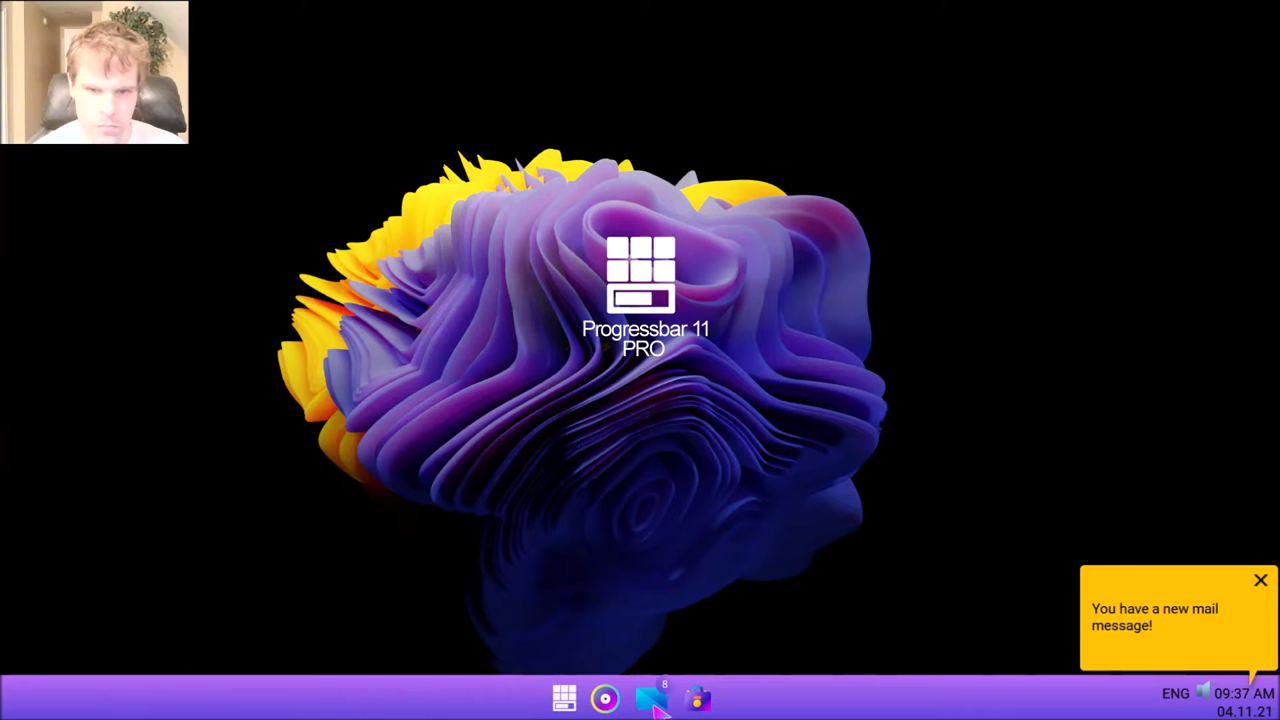 Progressbar 11
PRO
You have a new mail
message!
8
ENG 09:37 AM
04.11.21